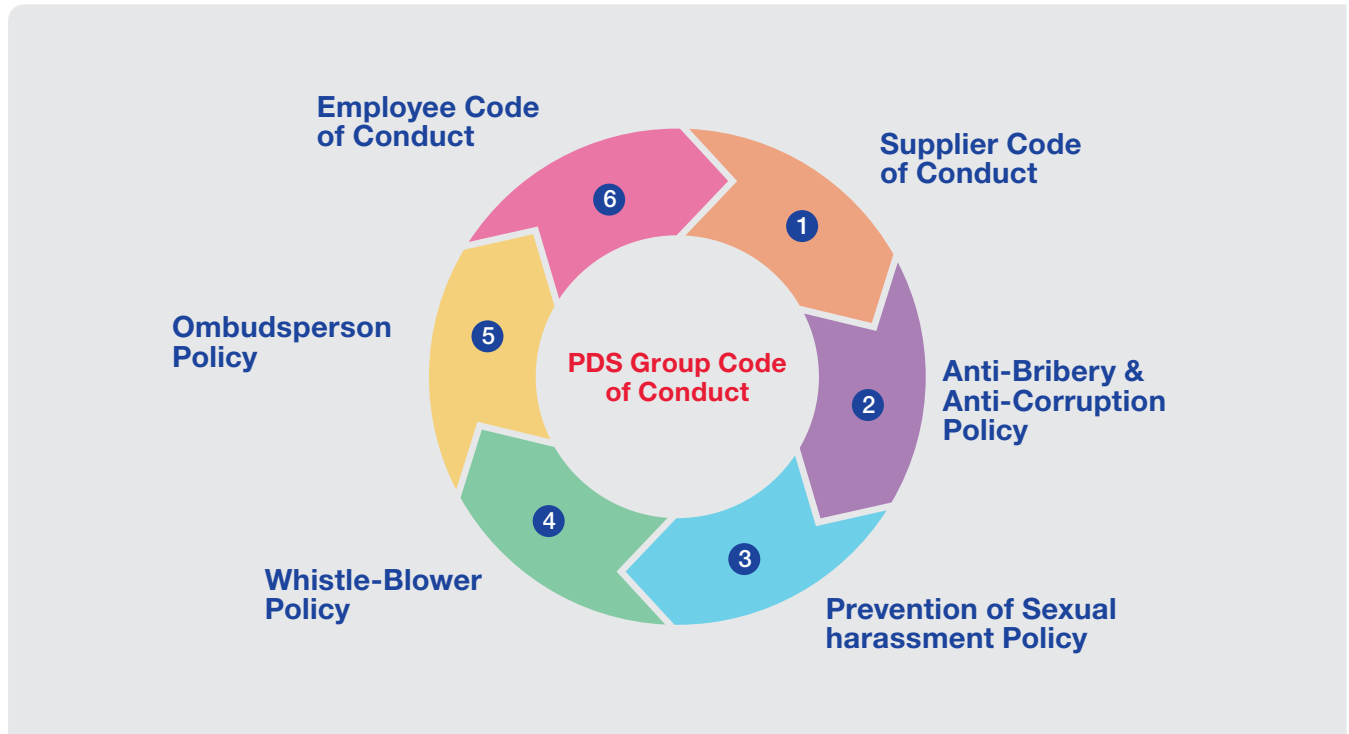 Employee Code
of Conduct
Supplier Code
of Conduct
6
1
Ombudsperson
Policy
5
PDS Group Code
of Conduct
2
Anti-Bribery &
Anti-Corruption
Policy
4
3
Whistle-Blower
Policy
Prevention of Sexual
harassment Policy